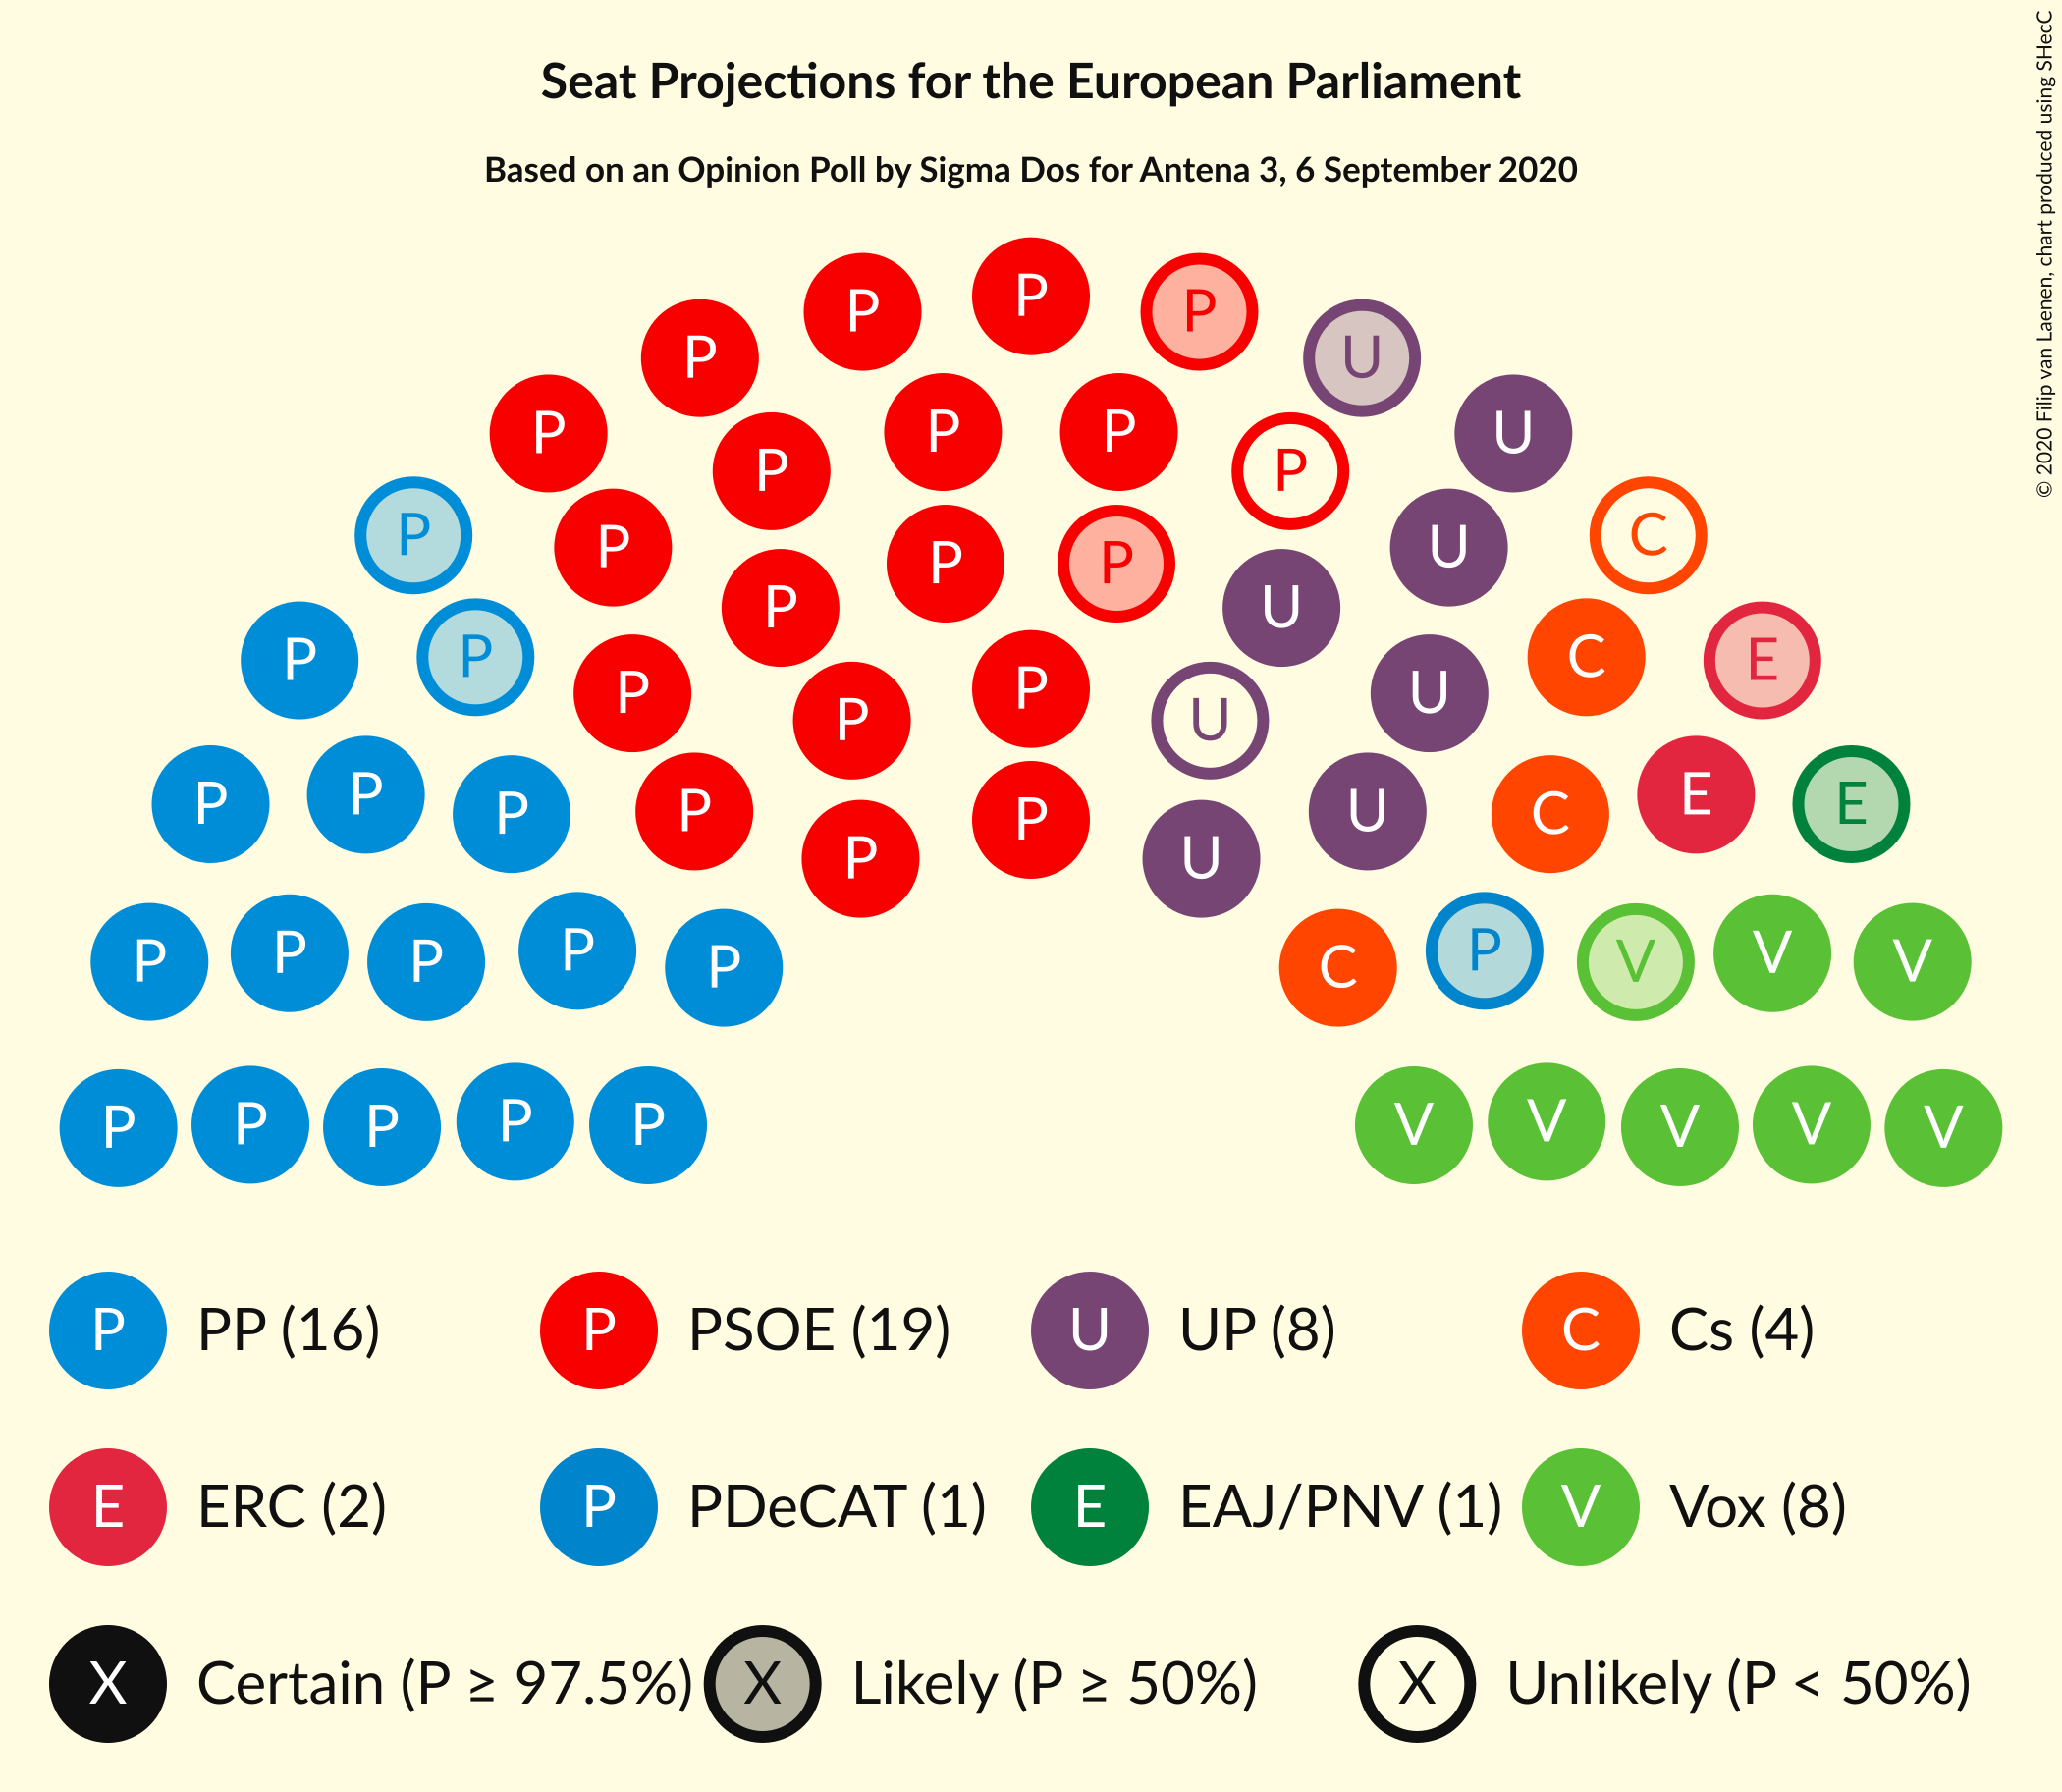 Seat Projections for the European Parliament
Based on an Opinion Poll by Sigma Dos for Antena 3, 6 September 2020
© 2020 Filip van Laenen, chart produced using SHecC
P
P P
P U
P P P U
P P
P C
P P P U
P P U
P P E
P U C
P P U
P P P E E
P P P U C
P U
P P P P P C P V V V
P P P P P V V V V V
P PP (16) P PSOE (19) U UP (8) C Cs (4)
E ERC (2) P PDeCAT (1) E EAJ/PNV (1) V Vox (8)
X Certain (P ≥ 97.5%) X Likely (P ≥ 50%) X Unlikely (P < 50%)